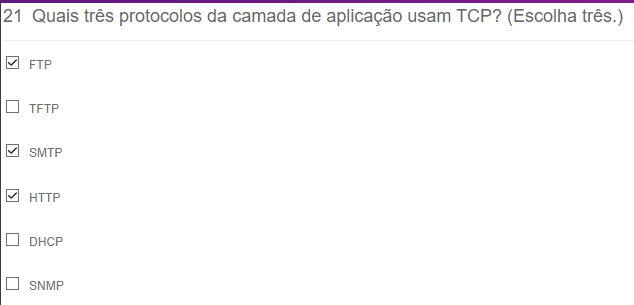 21 Quais três protocolos da camada de aplicação usam TCP? (Escolha três.)
FTP
TFTP
SMTP
HTTP
DHCP
SNMP